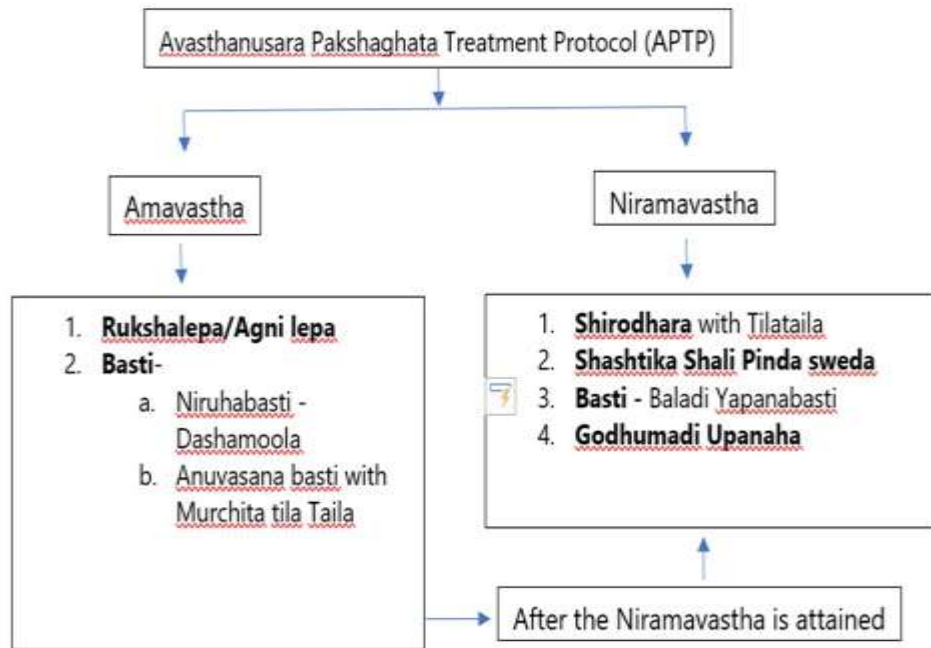 Avasthanusara Pakshaghata Treatment Protocol (APTP)
Amavastha
Niramavastha
1. Rukshalepa/Agni lepa
2. Basti-
a. Niruhabasti -
Dashamoola
b. Anuvasana basti with
Murchita tila Taila
1. Shirodhara with Tilataila
2. Shashtika Shali Pinda sweda
3. Basti - Baladi Yapanabasti
4. Godhumadi Upanaha
After the Niramavastha is attained